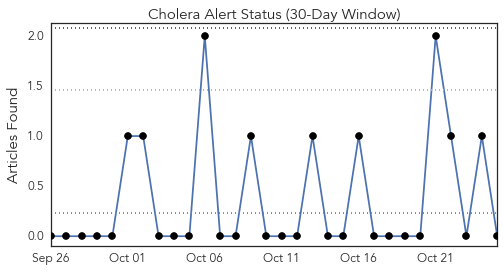 Cholera Alert Status (30-Day Window)
Articles Found
2.0
1.5
1.0
0.5
0.0
Sep 26 Oct 01 Oct 06 Oct 11 Oct 16 Oct 21